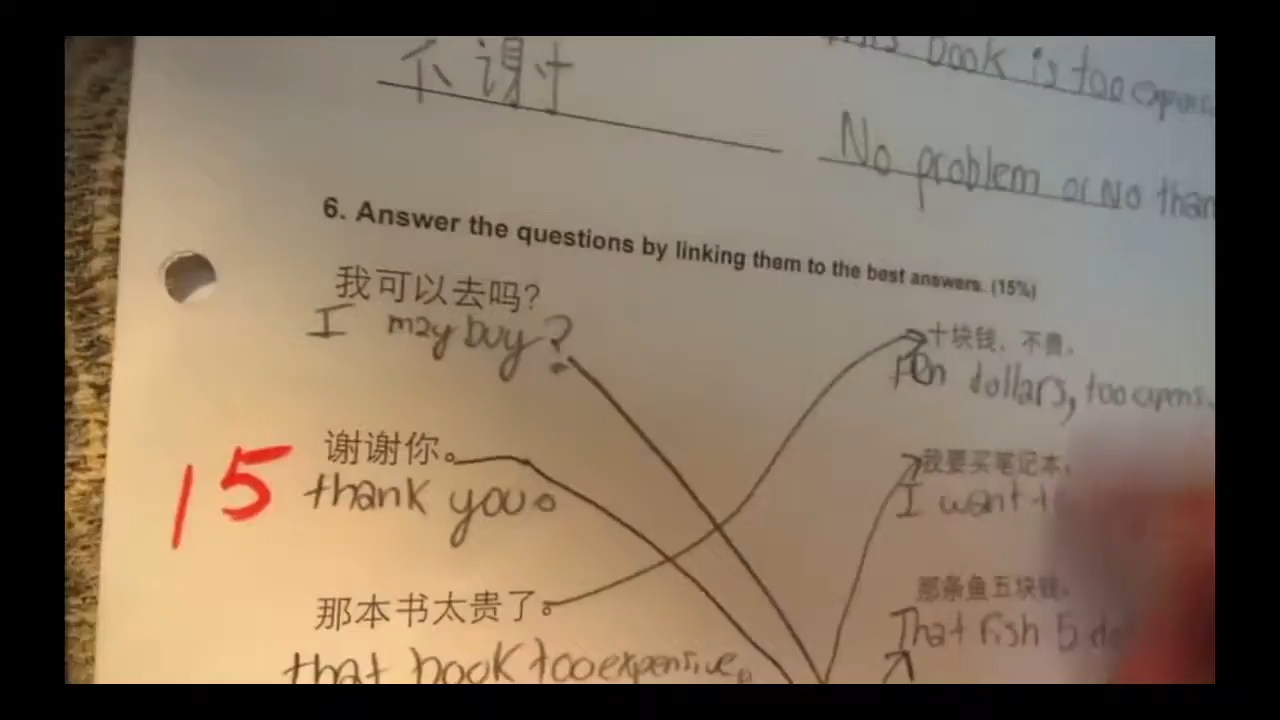 不谢
book is too
No problem or No
6. Answer the questions by linking them to the best answers. (15%)
我可以去吗?
I may buy?
十块钱，不贵。
dollars, too
谢谢你。
thank you。
15
我要买笔记本。
I want
那本书太贵了。
that book too expensive。
那条鱼五块钱。
That fish 5